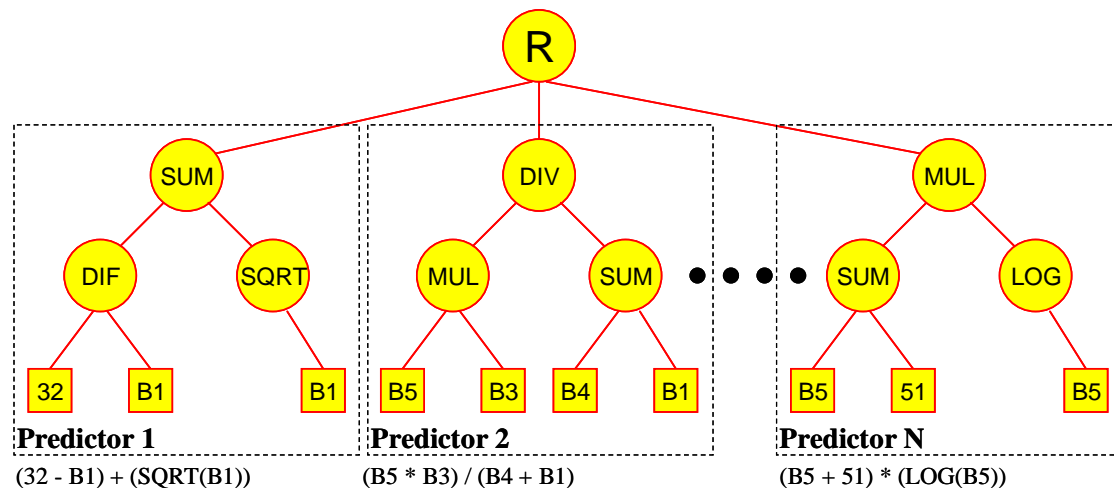 R
SUM DIV MUL
DIF SQRT MUL SUM SUM LOG
32 B1 B1 B5 B3 B4 B1 B5 51 B5
Predictor 1 Predictor 2 Predictor N
(32 - B1) + (SQRT(B1)) (B5 * B3) / (B4 + B1) (B5 + 51) * (LOG(B5))